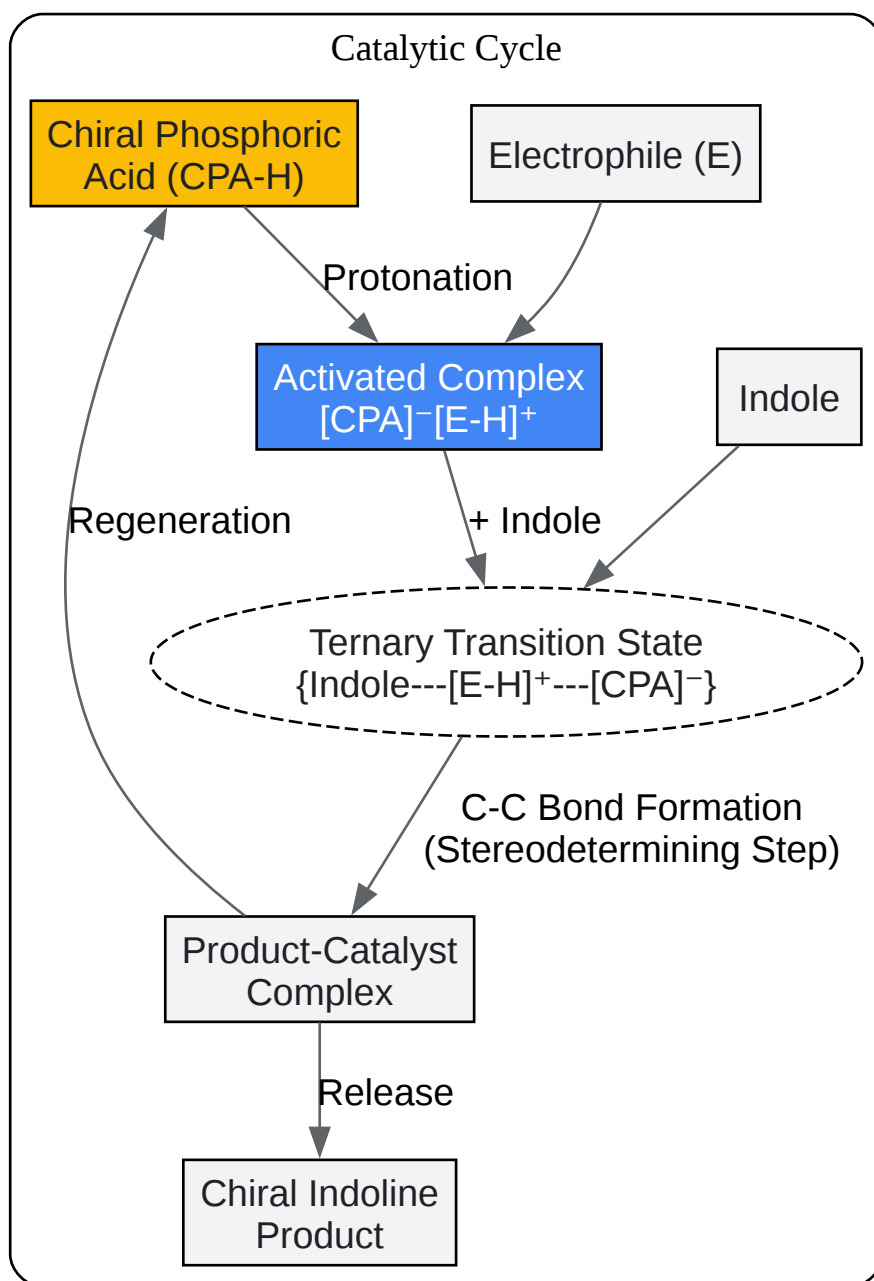 Catalytic Cycle
Chiral Phosphoric
Acid (CPA-H)
Electrophile (E)
Protonation
Activated Complex
[CPA]⁻[E-H]⁺
Indole
Regeneration
+ Indole
Ternary Transition State
{Indole---[E-H]⁺---[CPA]⁻}
C-C Bond Formation
(Stereodetermining Step)
Product-Catalyst
Complex
Release
Chiral Indoline
Product